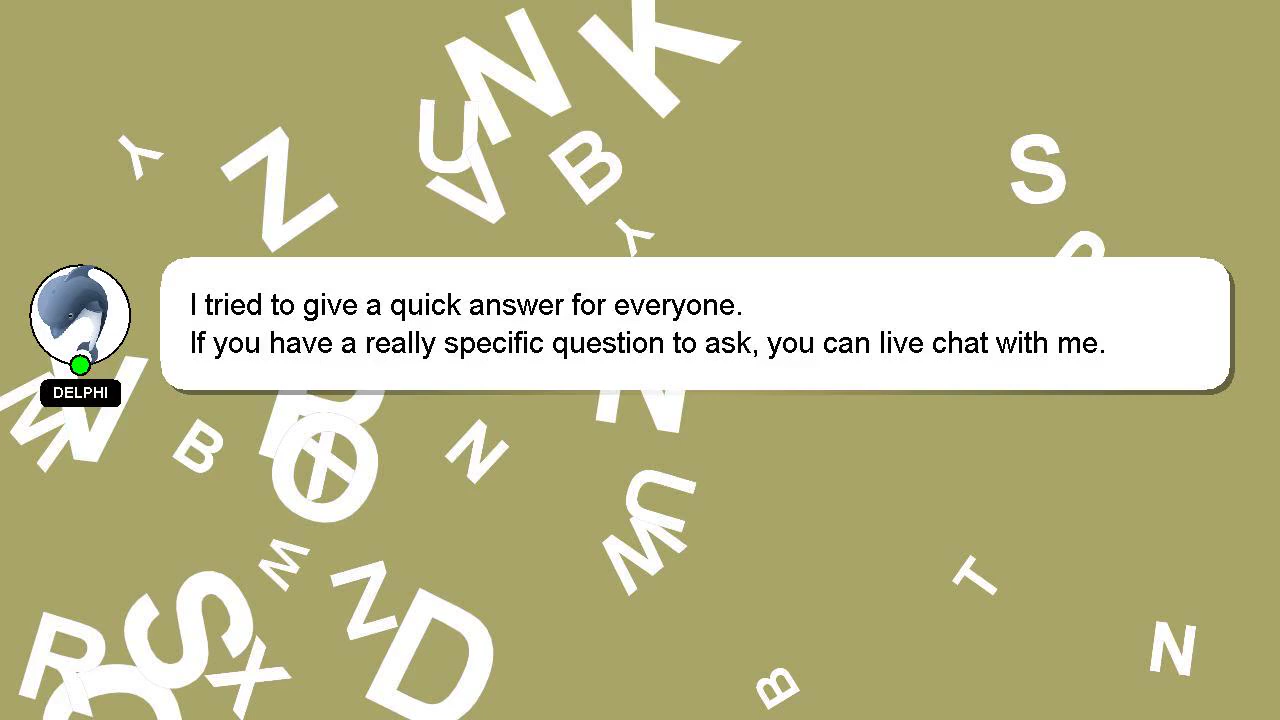 I tried to give a quick answer for everyone.
If you have a really specific question to ask, you can live chat with me.
DELPHI
K
N
U
Y
Z
V
B
S
Y
W
B
O
X
N
N
U
W
M
Z
T
S
D
R
X
N
B